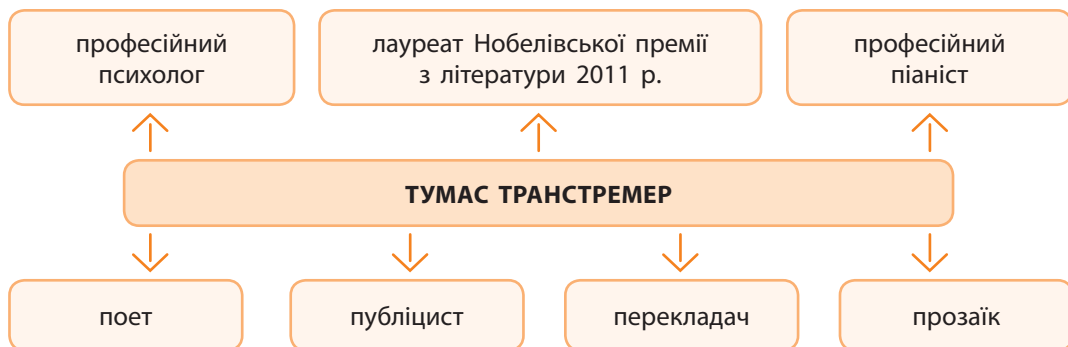 професійний
психолог
лауреат Нобелівської премії
з літератури 2011 р.
професійний
піаніст
ТУМАС ТРАНСТРЕМЕР
поет
публіцист
перекладач
прозаїк